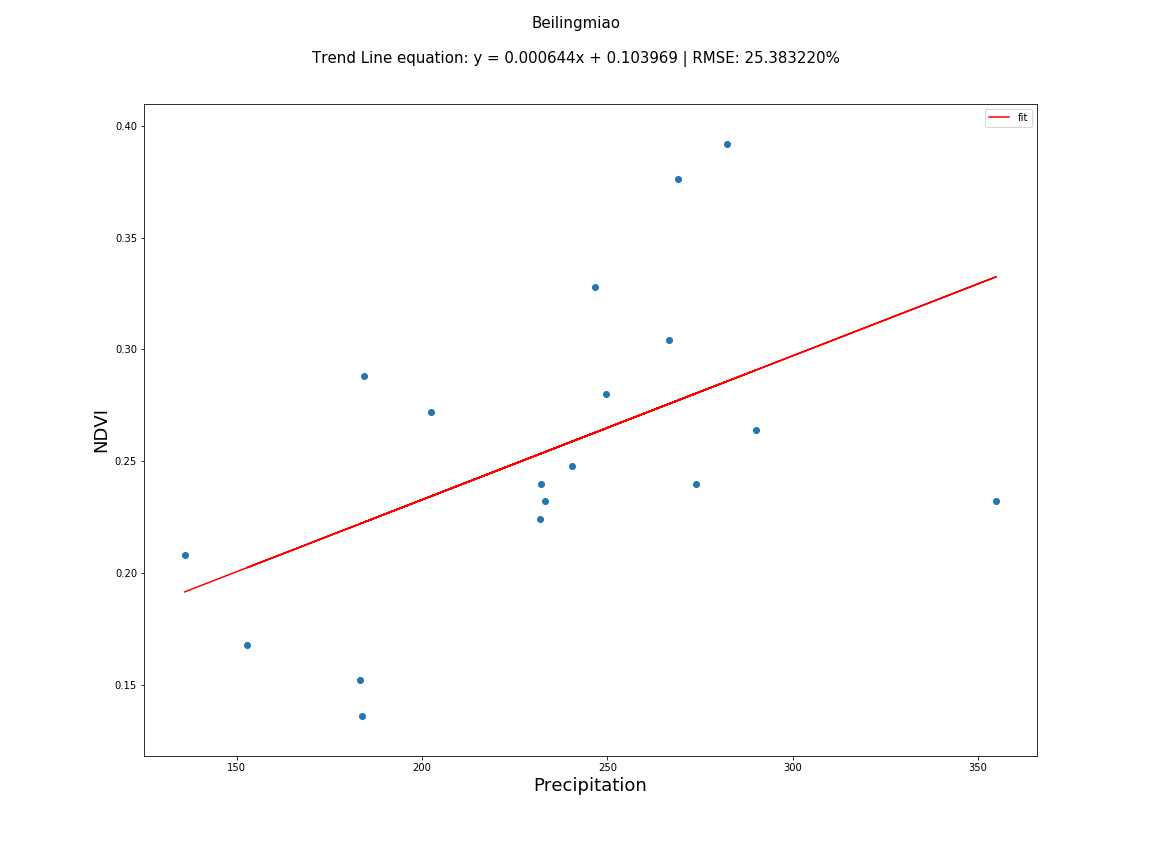 Beilingmiao
Trend Line equation: y = 0.000644x + 0.103969 | RMSE: 25.383220%
fit
0.40
0.35
0.30
0.25
0.20
0.15
NDVI
150 200 250 300 350
Precipitation